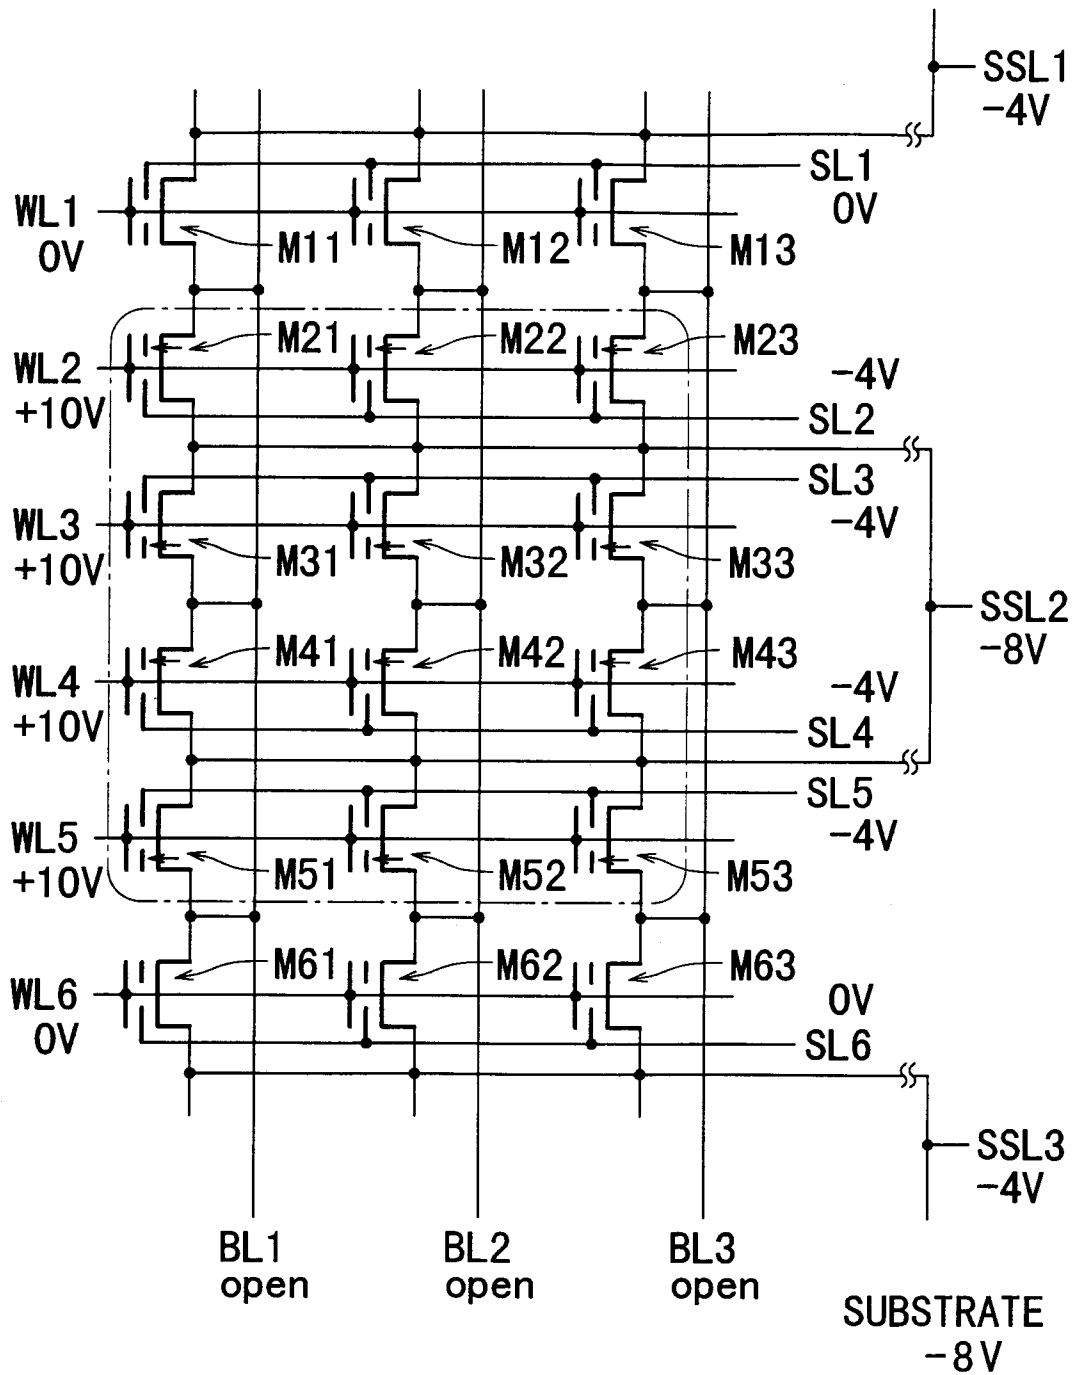 SSL1
-4V
SL1
0V
WL1
0V
M11
M12
M13
M21
M22
M23
WL2
+10V
-4V
SL2
SL3
-4V
WL3
+10V
M31
M32
M33
SSL2
-8V
M41
M42
M43
WL4
+10V
-4V
SL4
SL5
-4V
WL5
+10V
M51
M52
M53
M61
M62
M63
WL6
0V
0V
SL6
SSL3
-4V
BL1
open
BL2
open
BL3
open
SUBSTRATE
-8V